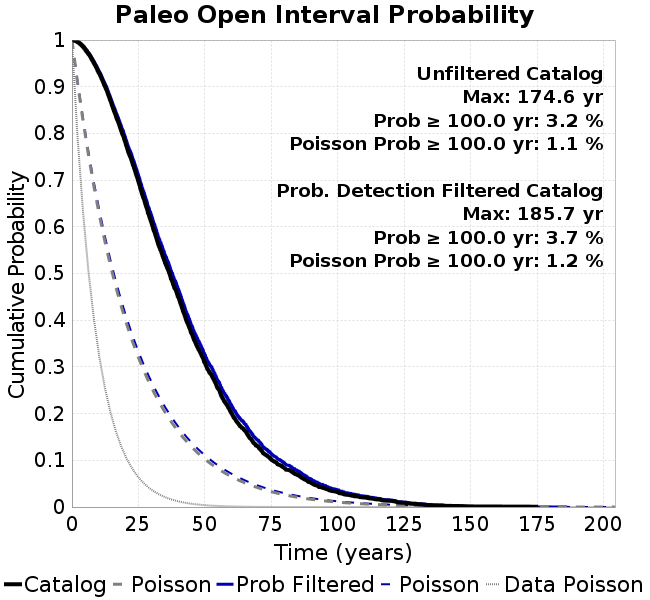 Paleo Open Interval Probability
Unfiltered Catalog
Max: 174.6 yr
Prob ≥ 100.0 yr: 3.2 %
Poisson Prob ≥ 100.0 yr: 1.1 %
Prob. Detection Filtered Catalog
Max: 185.7 yr
Prob ≥ 100.0 yr: 3.7 %
Poisson Prob ≥ 100.0 yr: 1.2 %
Cumulative Probability
1
0.9
0.8
0.7
0.6
0.5
0.4
0.3
0.2
0.1
0
0 25 50 75 100 125 150 175 200
Time (years)
Catalog Poisson Prob Filtered Poisson Data Poisson